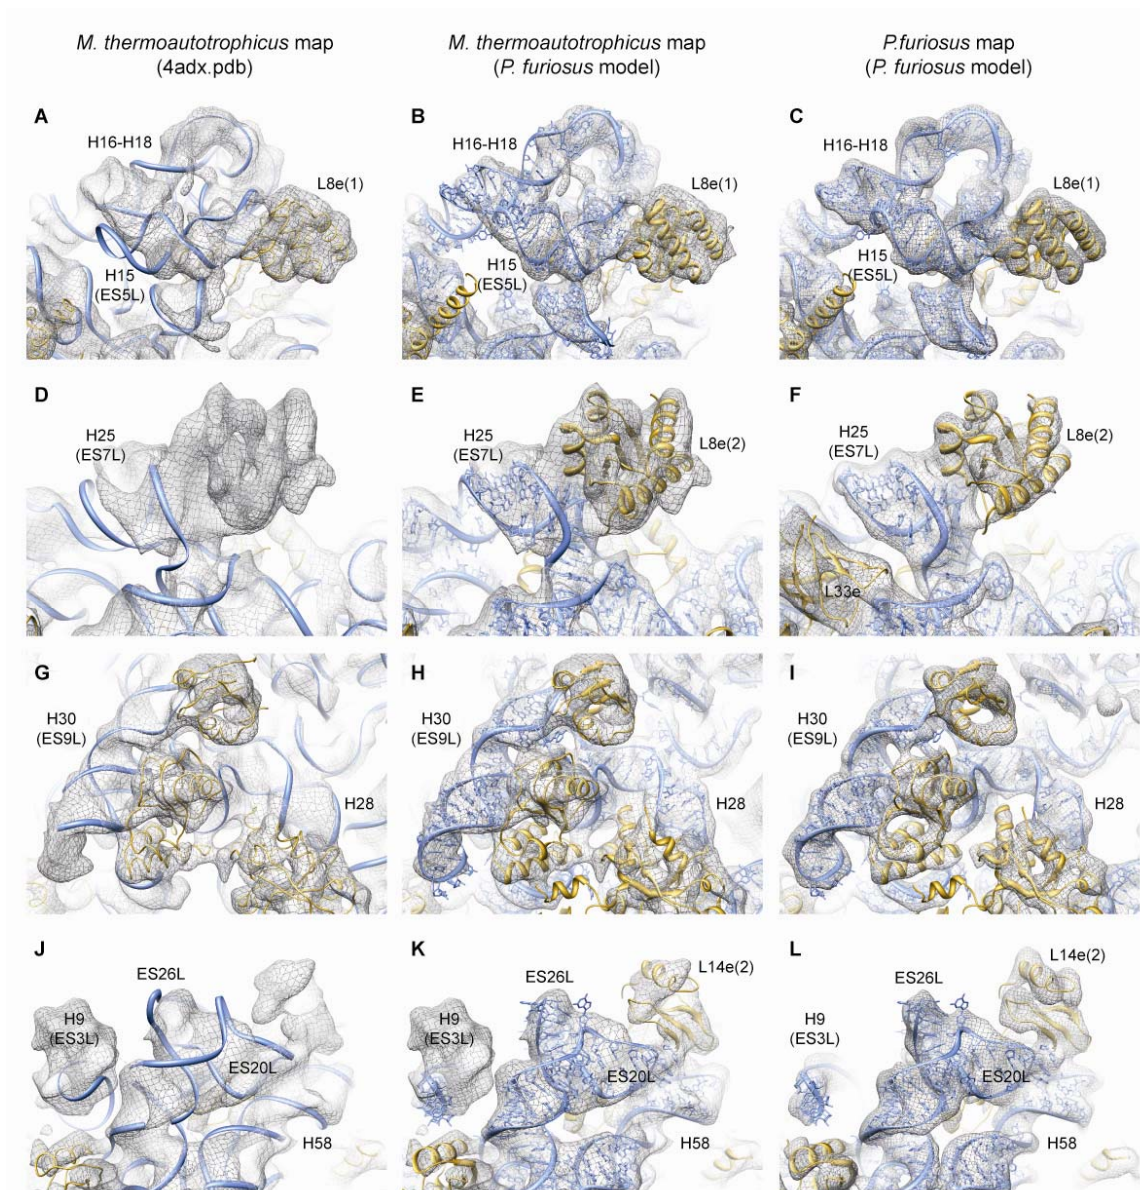 M. thermoautotrophicus map
(4adx.pdb)
M. thermoautotrophicus map
(P. furiosus model)
P.furiosus map
(P. furiosus model)
A
H16-H18
L8e(1)
H15
(ES5L)
B
H16-H18
L8e(1)
H15
(ES5L)
C
H16-H18
L8e(1)
H15
(ES5L)
D
H25
(ES7L)
E
H25
(ES7L)
L8e(2)
F
H25
(ES7L)
L8e(2)
L33e
G
H30
(ES9L)
H28
H
H30
(ES9L)
H28
I
H30
(ES9L)
H28
J
ES26L
H9
(ES3L)
ES20L
H58
K
ES26L
L14e(2)
H9
(ES3L)
ES20L
H58
L
ES26L
L14e(2)
H9
(ES3L)
ES20L
H58